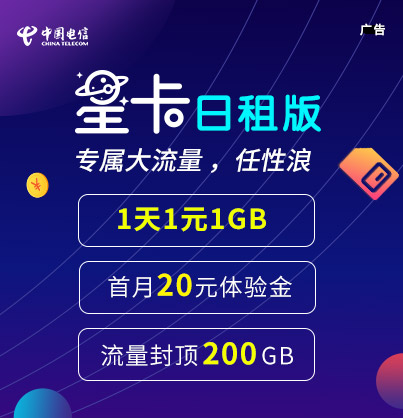 中国电信
CHINA TELECOM
广告
星卡日租版
专属大流量，任性浪
1天1元1GB
首月20元体验金
流量封顶200GB